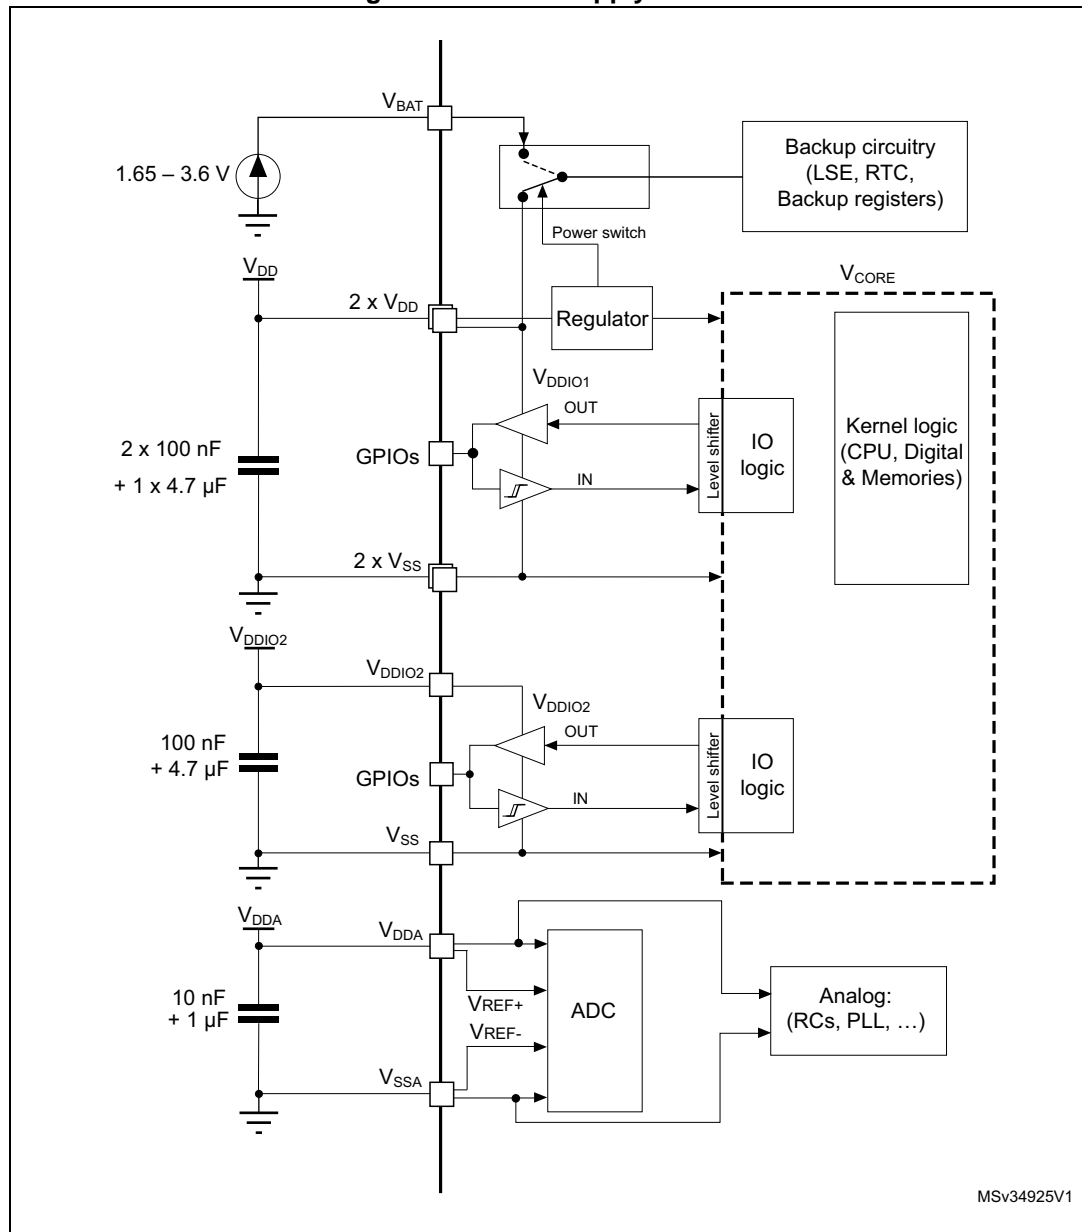 VBAT
1.65 – 3.6 V
Backup circuitry
(LSE, RTC,
Backup registers)
Power switch
VDD
2 x VDD
Regulator
VCORE
VDDIO1
OUT
2 x 100 nF
+ 1 x 4.7 µF
GPIOs
IN
Level shifter
IO
logic
Kernel logic
(CPU, Digital
& Memories)
2 x VSS
VDDIO2
VDDIO2
VDDIO2
OUT
100 nF
+ 4.7 µF
GPIOs
IN
Level shifter
IO
logic
VSS
VDDA
VDDA
10 nF
+ 1 µF
VREF+
VREF-
ADC
Analog:
(RCs, PLL, …)
VSSA
MSv34925V1